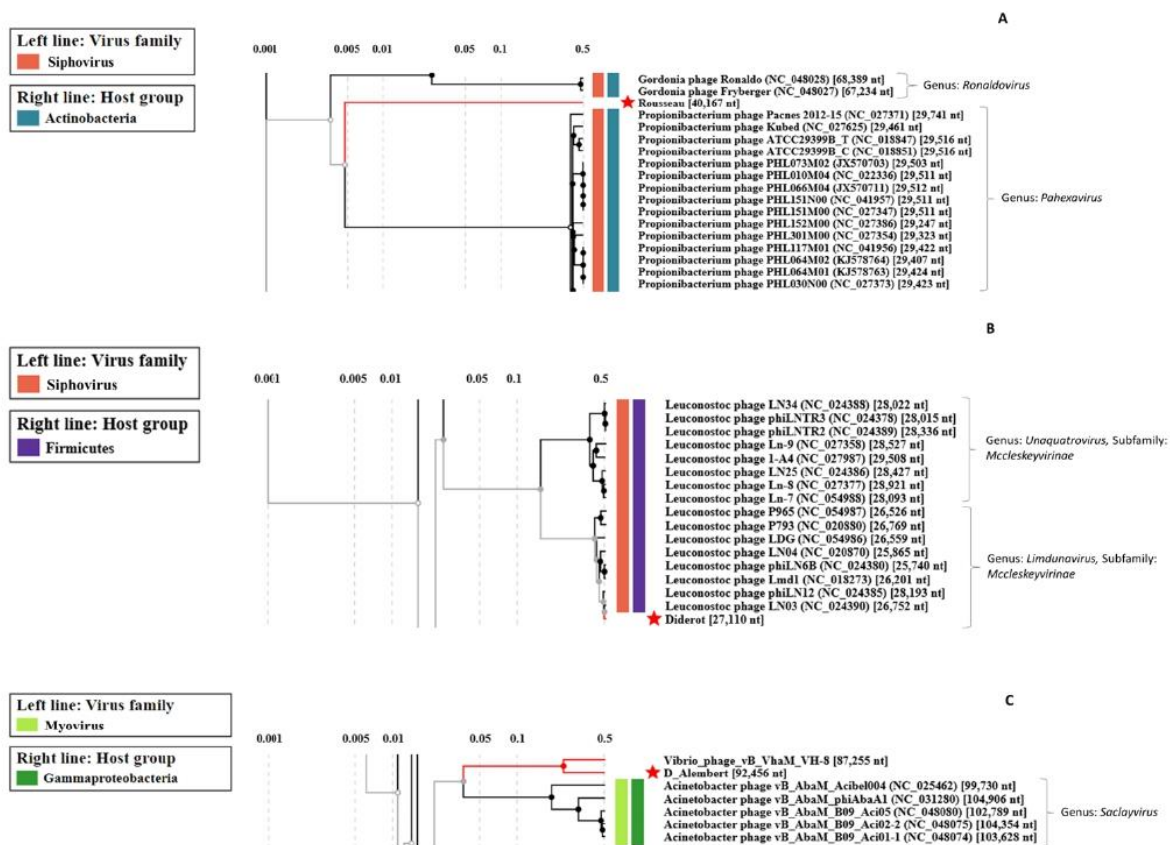 A
Left line: Virus family
Siphovirus
Right line: Host group
Actinobacteria
0.001 0.005 0.01 0.05 0.1 0.5
Gordonia phage Ronaldo (NC_048028) [68,389 nt]
Gordonia phage Fryberger (NC_048027) [67,234 nt]
Genus: Ronaldovirus
Rousseau [40,167 nt]
Propionibacterium phage Pacnes 2012-15 (NC_027371) [29,741 nt]
Propionibacterium phage Kubed (NC_027625) [29,461 nt]
Propionibacterium phage ATCC29399B_T (NC_018847) [29,516 nt]
Propionibacterium phage ATCC29399B_C (NC_018851) [29,516 nt]
Propionibacterium phage PHL073M02 (JX570703) [29,503 nt]
Propionibacterium phage PHL010M04 (NC_022336) [29,511 nt]
Propionibacterium phage PHL066M04 (JX570711) [29,512 nt]
Propionibacterium phage PHL151N00 (NC_041957) [29,511 nt]
Propionibacterium phage PHL151M00 (NC_027347) [29,511 nt]
Propionibacterium phage PHL152M00 (NC_027386) [29,247 nt]
Propionibacterium phage PHL301M00 (NC_027354) [29,323 nt]
Propionibacterium phage PHL117M01 (NC_041956) [29,422 nt]
Propionibacterium phage PHL064M02 (KJ578764) [29,407 nt]
Propionibacterium phage PHL064M01 (KJ578763) [29,424 nt]
Propionibacterium phage PHL030N00 (NC_027373) [29,423 nt]
Genus: Pahexavirus
B
Left line: Virus family
Siphovirus
Right line: Host group
Firmicutes
0.001 0.005 0.01 0.05 0.1 0.5
Leuconostoc phage LN34 (NC_024388) [28,022 nt]
Leuconostoc phage phiLNTR3 (NC_024378) [28,015 nt]
Leuconostoc phage phiLNTR2 (NC_024389) [28,336 nt]
Leuconostoc phage Ln-9 (NC_027358) [28,527 nt]
Leuconostoc phage 1-A4 (NC_027987) [29,508 nt]
Leuconostoc phage LN25 (NC_024386) [28,427 nt]
Leuconostoc phage Ln-8 (NC_027377) [28,921 nt]
Leuconostoc phage Ln-7 (NC_054988) [28,093 nt]
Genus: Unaquatrovirus, Subfamily:
Mccleskeyvirinae
Leuconostoc phage P965 (NC_054987) [26,526 nt]
Leuconostoc phage P793 (NC_020880) [26,769 nt]
Leuconostoc phage LDG (NC_054986) [26,559 nt]
Leuconostoc phage LN04 (NC_020870) [25,865 nt]
Leuconostoc phage phiLN6B (NC_024380) [25,740 nt]
Leuconostoc phage Lmd1 (NC_018273) [26,201 nt]
Leuconostoc phage phiLN12 (NC_024385) [28,193 nt]
Leuconostoc phage LN03 (NC_024390) [26,752 nt]
Diderot [27,110 nt]
Genus: Limdunavirus, Subfamily:
Mccleskeyvirinae
C
Left line: Virus family
Myovirus
Right line: Host group
Gammaproteobacteria
0.001 0.005 0.01 0.05 0.1 0.5
Vibrio_phage_vB_VhaM_VH-8 [87,255 nt]
D_Alembert [92,456 nt]
Acinetobacter phage vB_AbaM_Acibel004 (NC_025462) [99,730 nt]
Acinetobacter phage vB_AbaM_phiAbaA1 (NC_031280) [104,906 nt]
Acinetobacter phage vB_AbaM_B09_Aci05 (NC_048080) [102,789 nt]
Acinetobacter phage vB_AbaM_B09_Aci02-2 (NC_048075) [104,354 nt]
Acinetobacter phage vB_AbaM_B09_Aci01-1 (NC_048074) [103,628 nt]
Genus: Saclayvirus